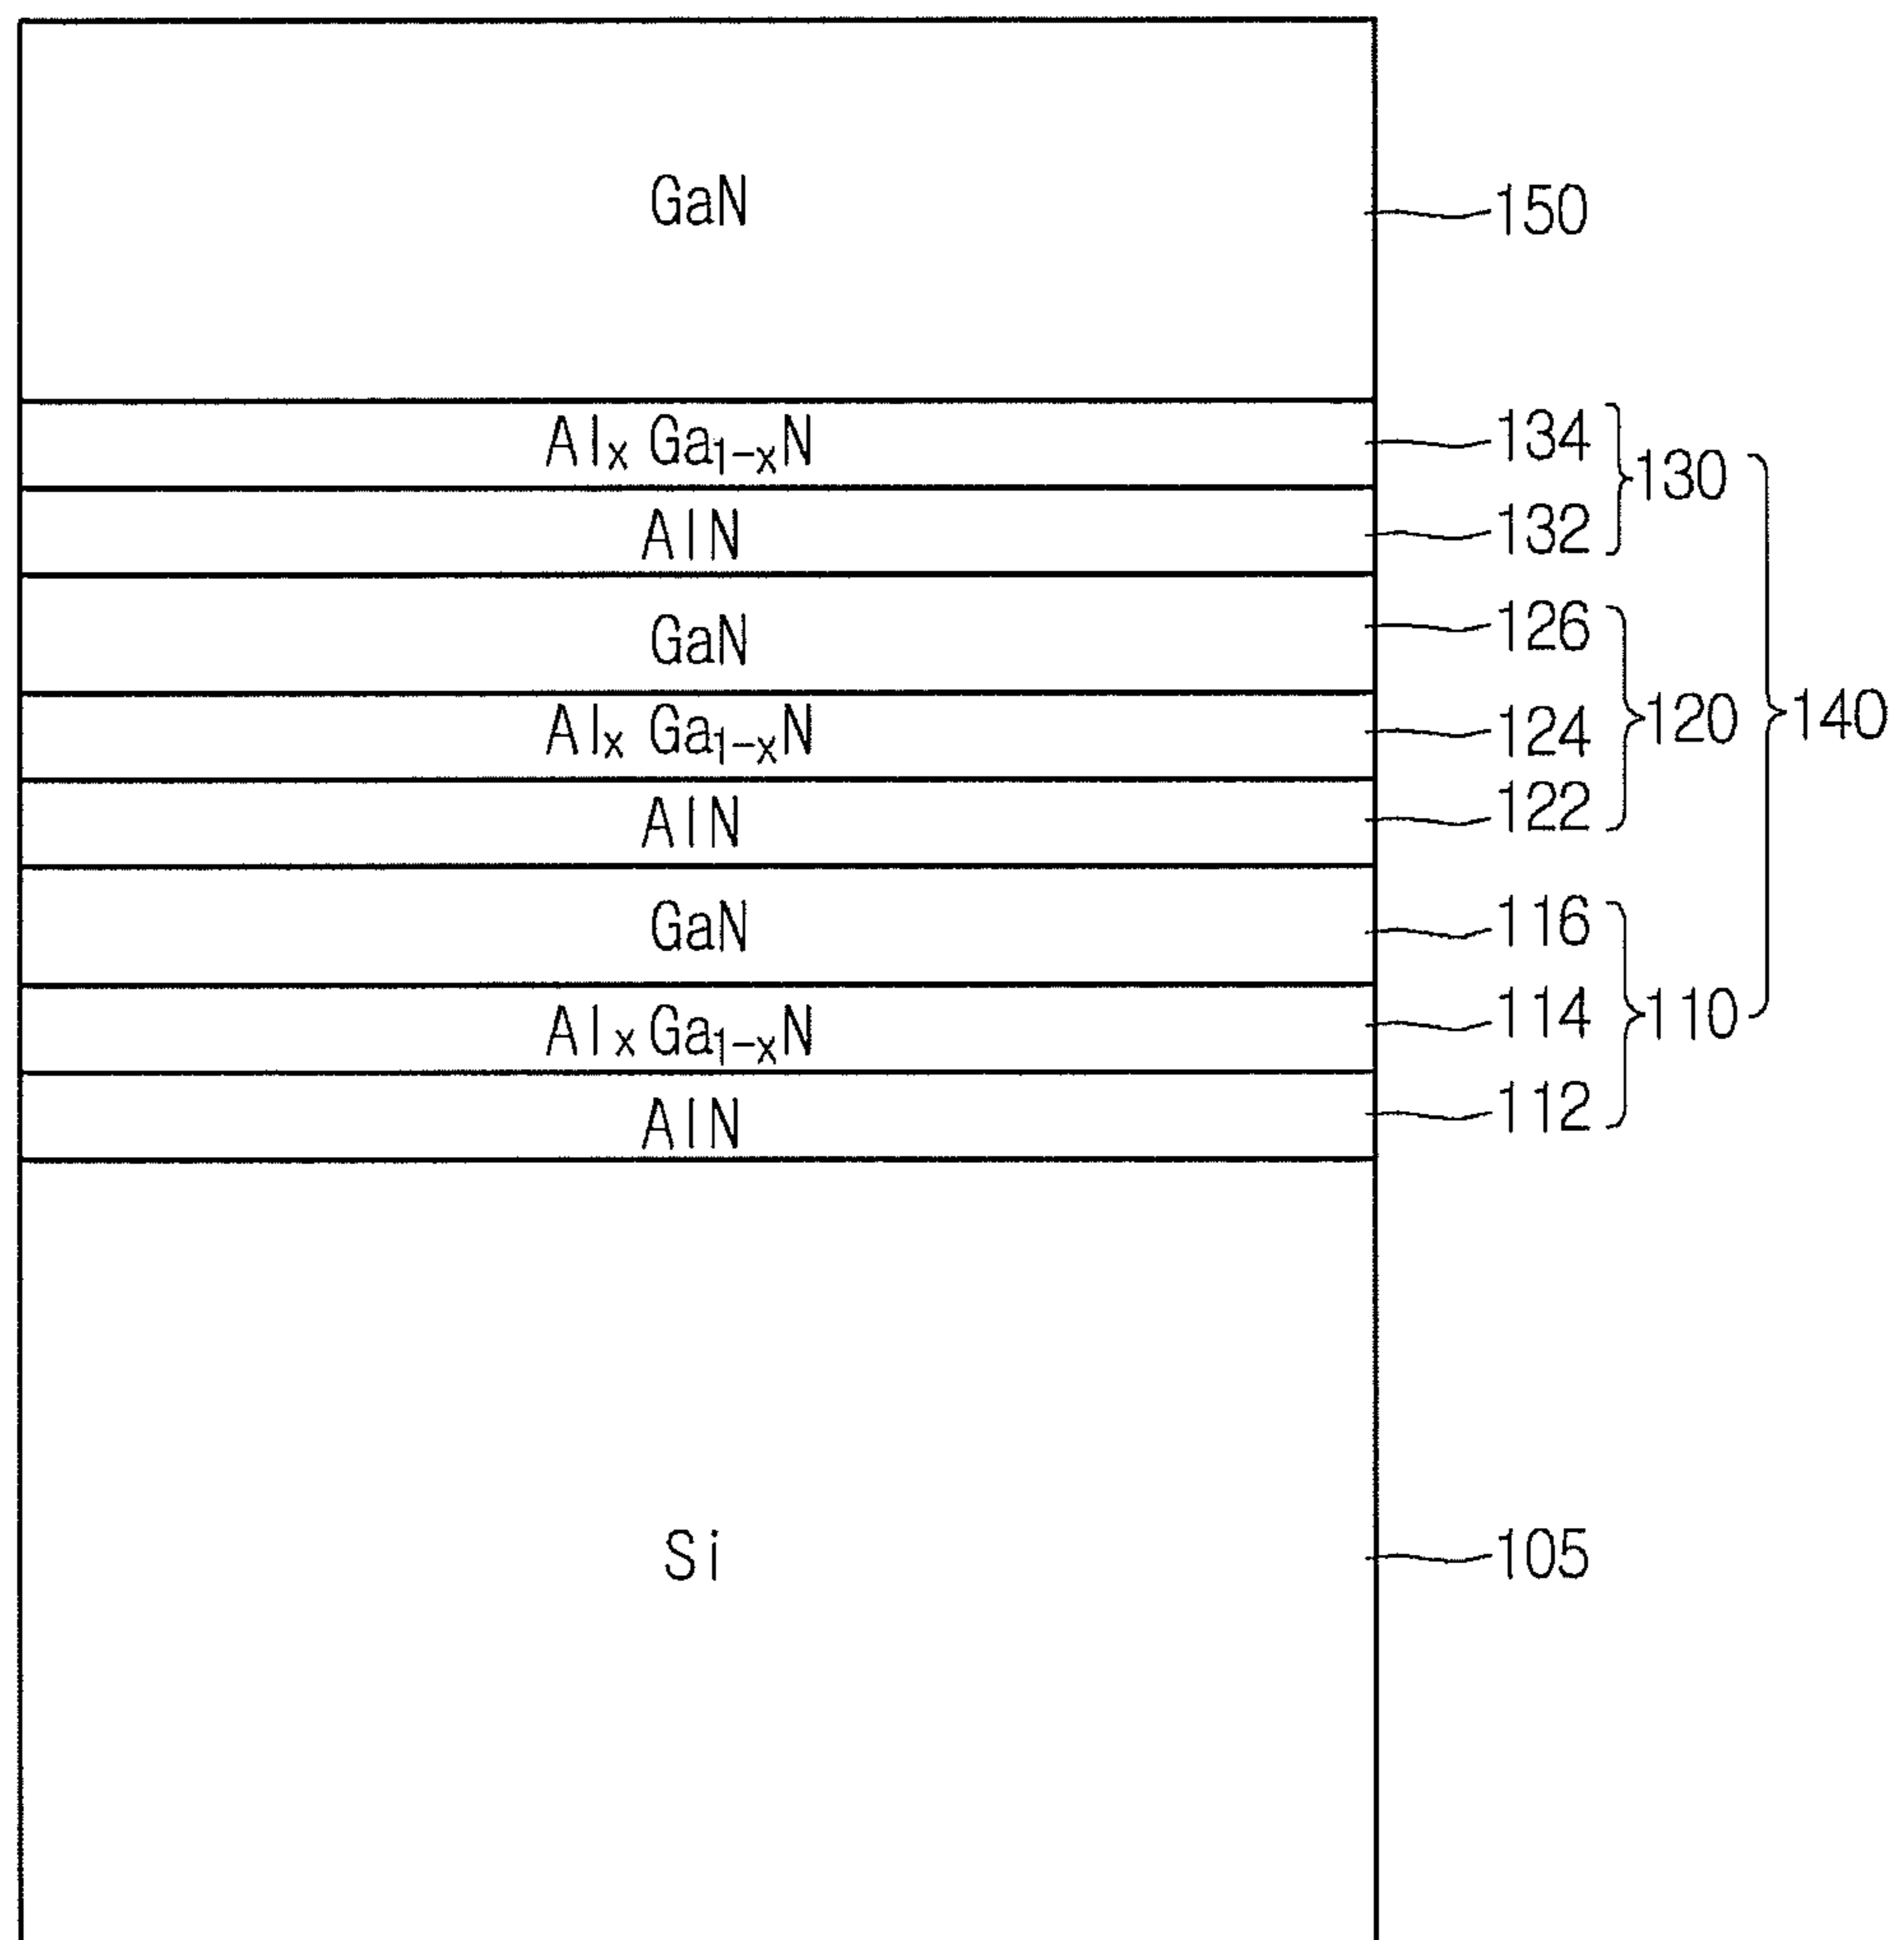 GaN 150
AlₓGa₁₋ₓN 134
130
AlN 132
GaN 126
AlₓGa₁₋ₓN 124 120 140
AlN 122
GaN 116
AlₓGa₁₋ₓN 114 110
AlN 112
Si 105